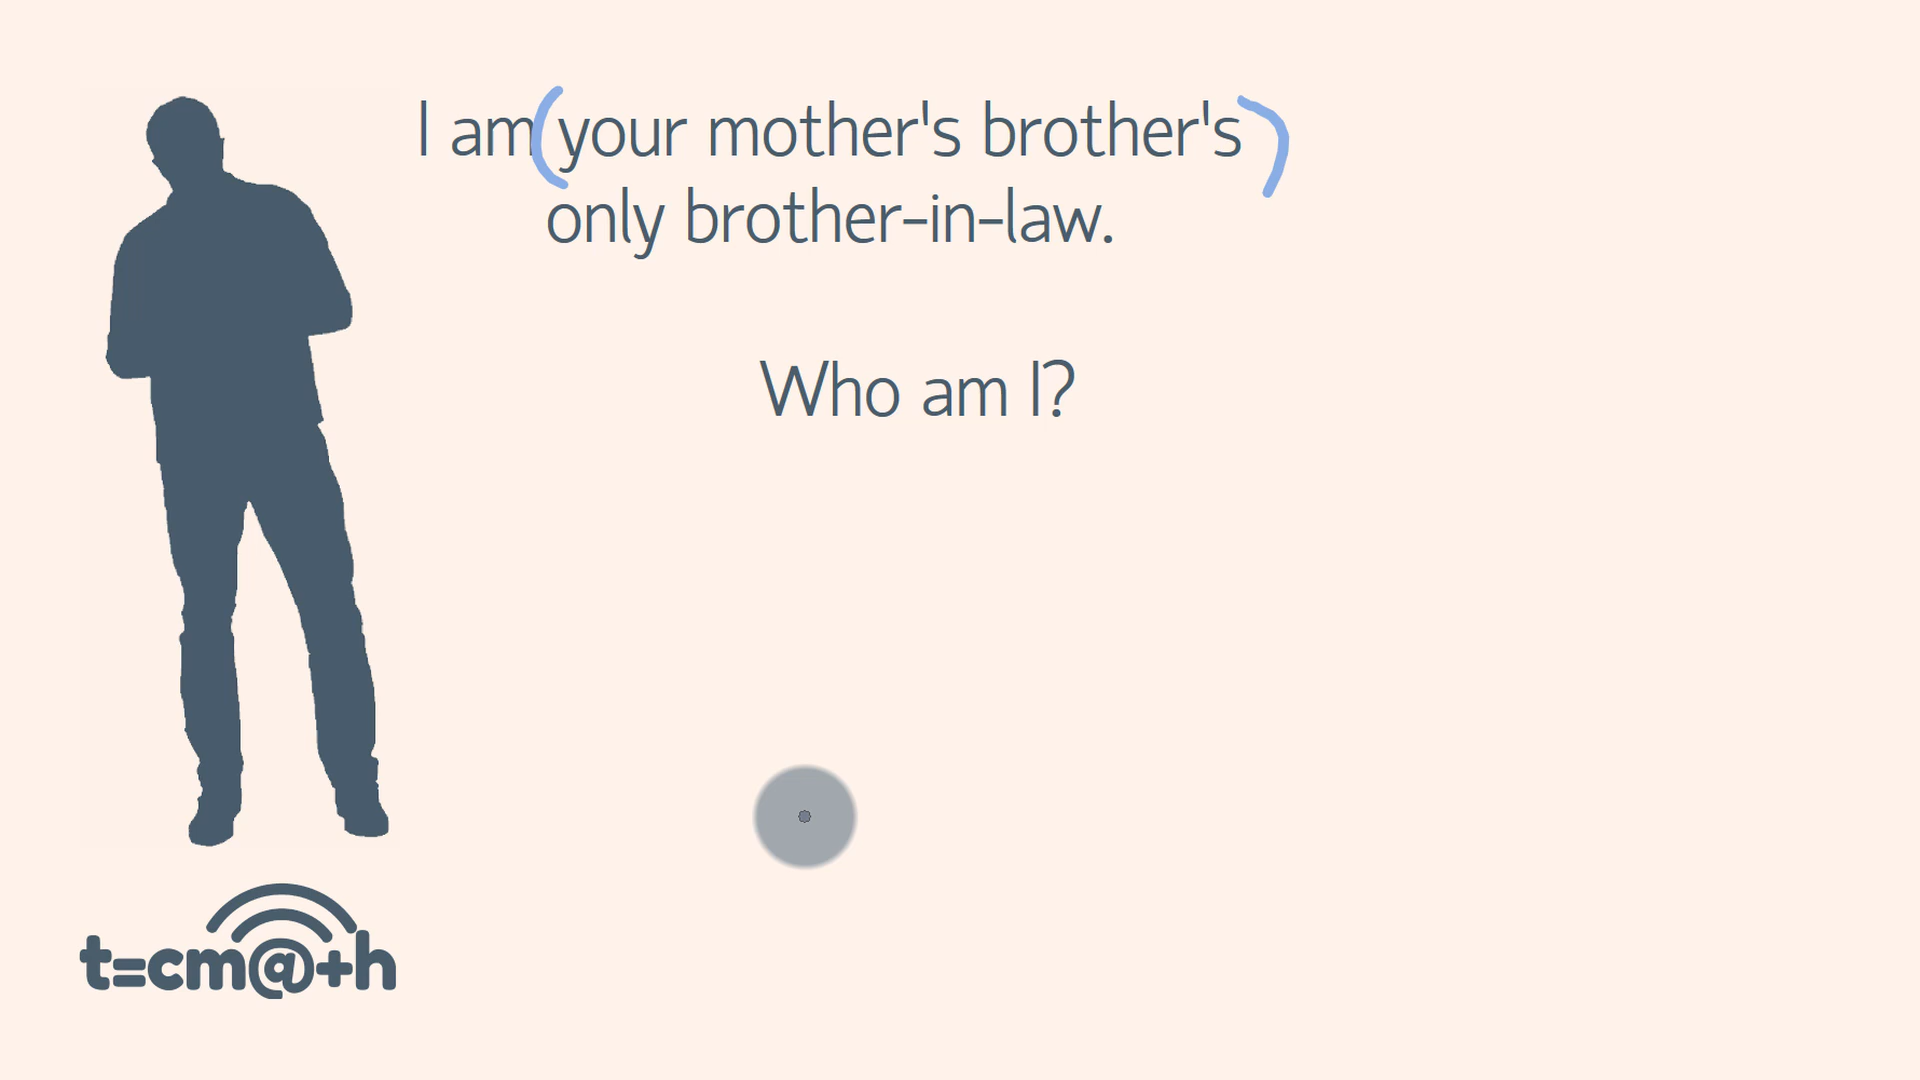 I am your mother's brother's
only brother-in-law.
Who am I?
t=cm@+h